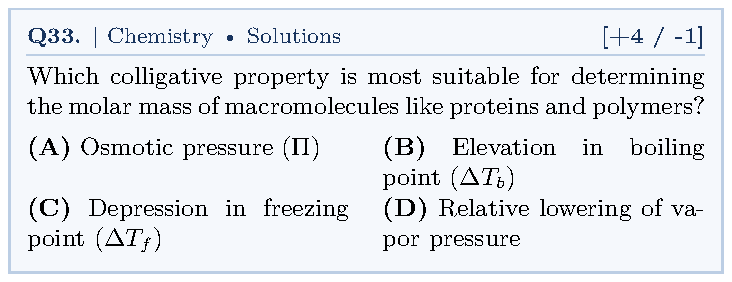 Q33. | Chemistry • Solutions [+4 / -1]
Which colligative property is most suitable for determining
the molar mass of macromolecules like proteins and polymers?
(A) Osmotic pressure (Π)
(B) Elevation in boiling
point (ΔT_b)
(C) Depression in freezing
point (ΔT_f)
(D) Relative lowering of va-
por pressure